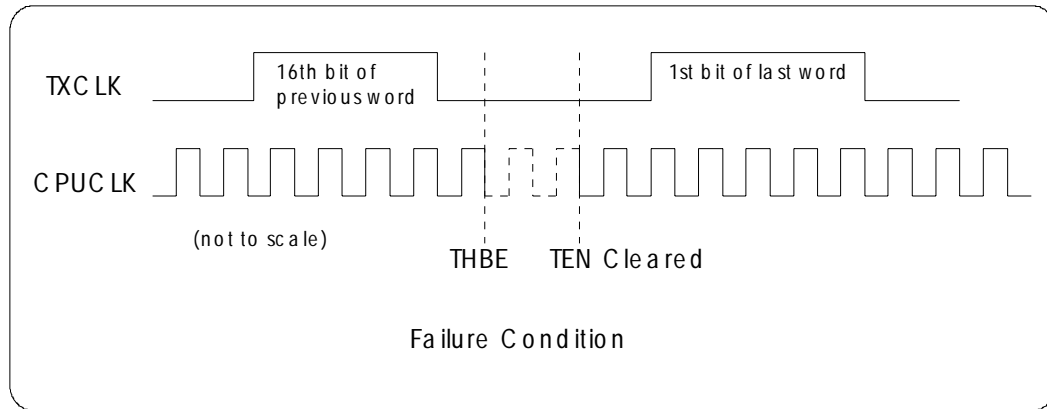 TXCLK
16th bit of
previous word
1st bit of last word
CPUCLK
(not to scale)
THBE
TEN Cleared
Failure Condition